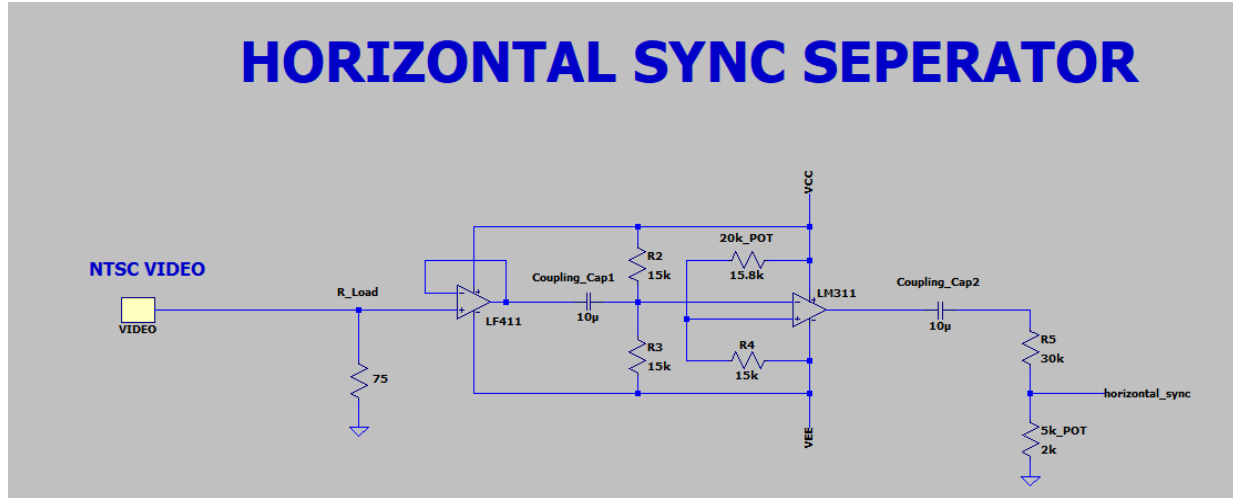 HORIZONTAL SYNC SEPERATOR
VCC
20k_POT
15.8k
R2
15k
NTSC VIDEO
VIDEO
R_Load
75
LF411
Coupling_Cap1
10µ
LM311
Coupling_Cap2
10µ
R3
15k
R4
15k
R5
30k
horizontal_sync
VEE
5k_POT
2k